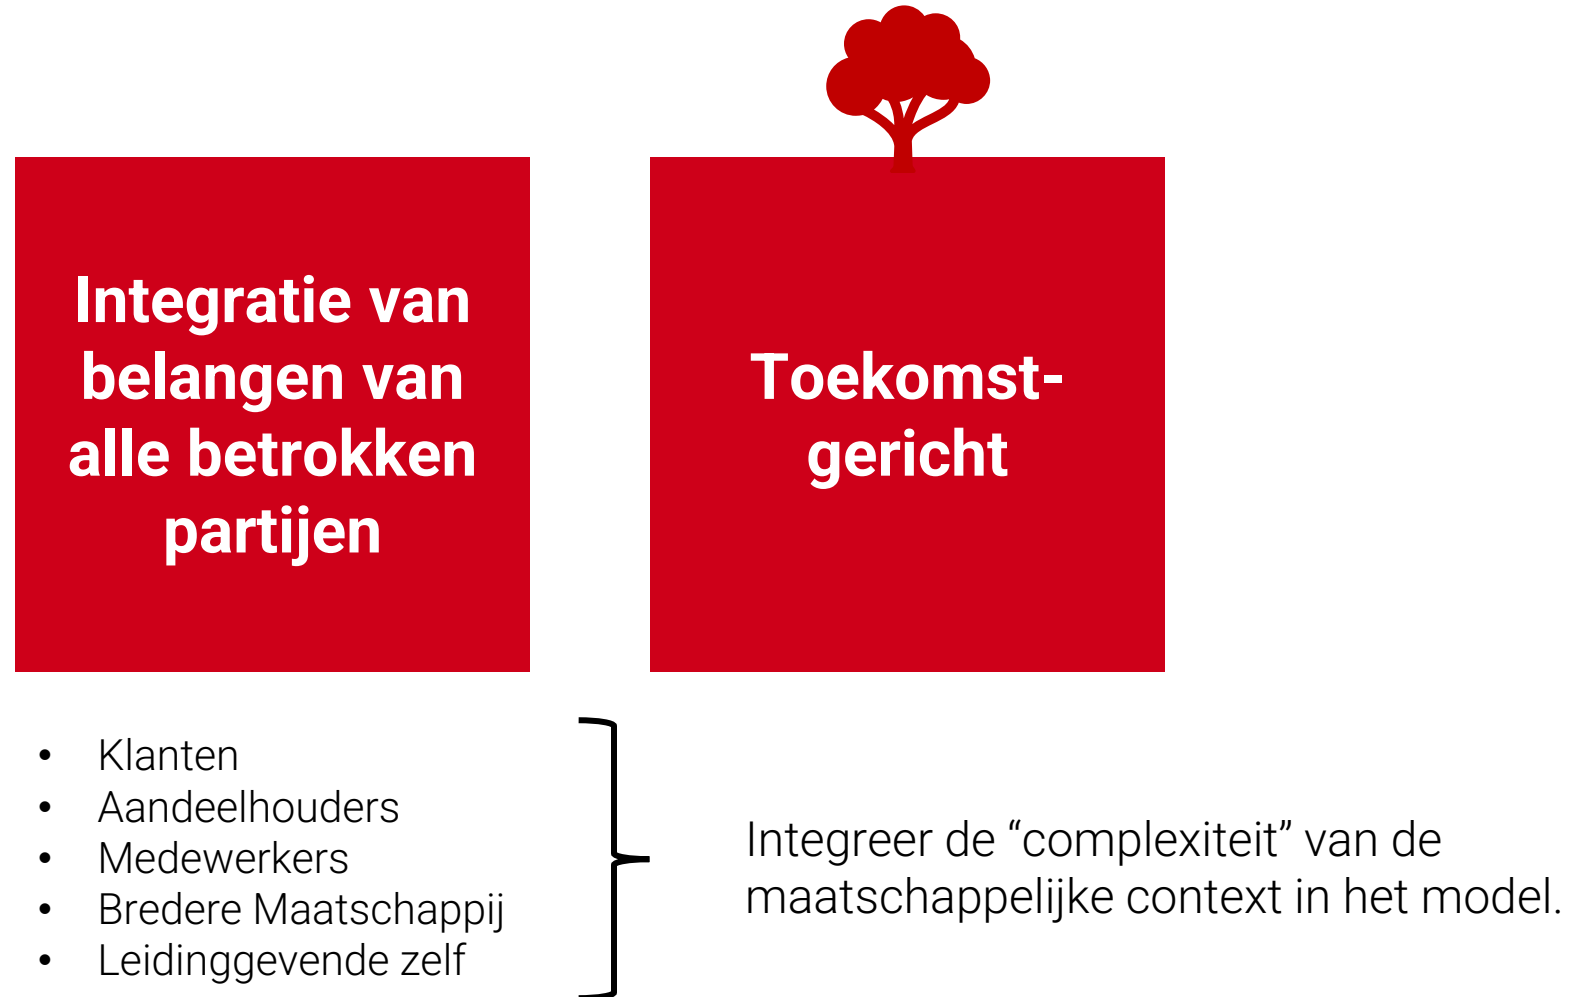 Integratie van
belangen van
alle betrokken
partijen
Toekomst-
gericht
• Klanten
• Aandeelhouders
• Medewerkers
• Bredere Maatschappij
• Leidinggevende zelf
Integreer de “complexiteit” van de
maatschappelijke context in het model.